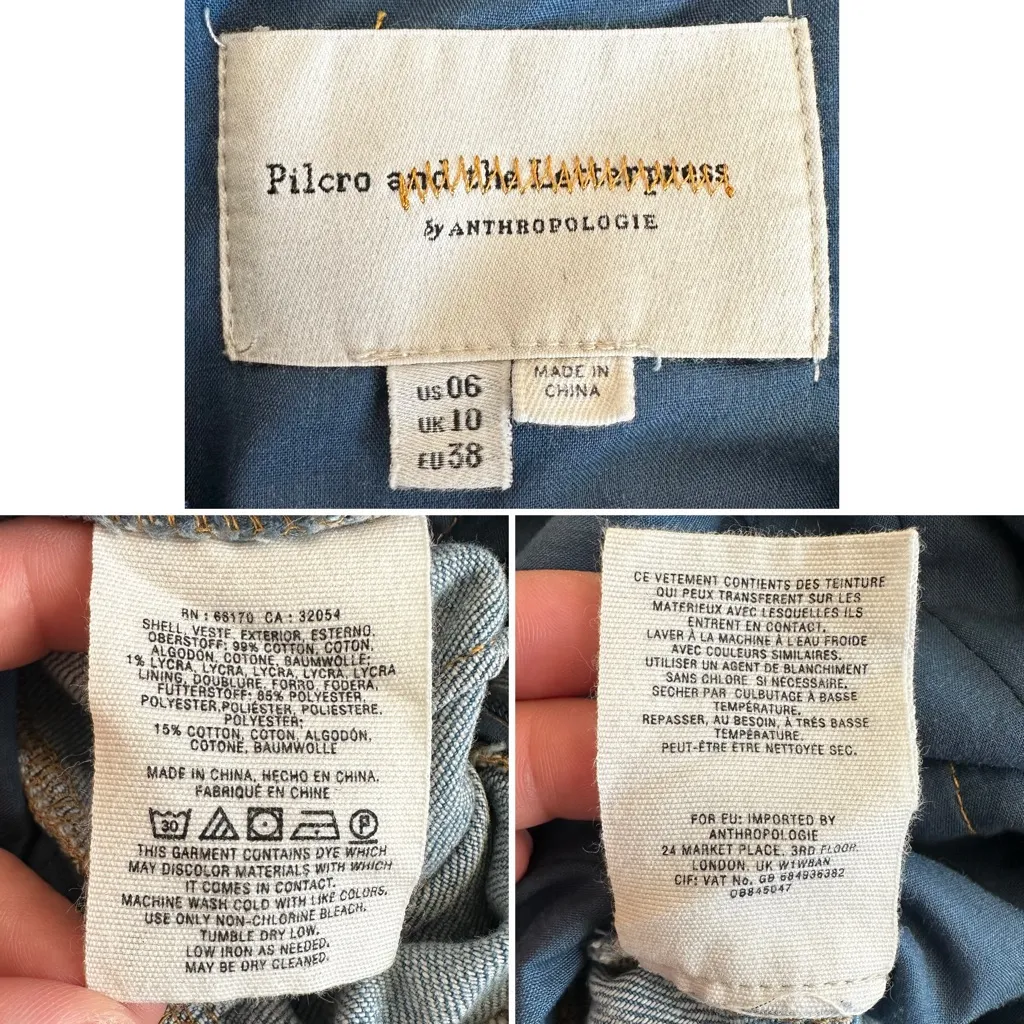 Pilcro and the Letterpress
by ANTHROPOLOGIE
US 06
UK 10
EU 38
MADE IN
CHINA
RN : 66170 CA : 32054
SHELL, VESTE, EXTERIOR, ESTERNO,
OBERSTOFF: 99% COTTON, COTON,
ALGODÓN, COTONE, BAUMWOLLE;
1% LYCRA, LYCRA, LYCRA, LYCRA, LYCRA
LINING, DOUBLURE, FORRO, FODERA,
FUTTERSTOFF: 85% POLYESTER,
POLYESTER, POLIÉSTER, POLIESTERE,
POLYESTER;
15% COTTON, COTON, ALGODÓN,
COTONE, BAUMWOLLE
MADE IN CHINA, HECHO EN CHINA,
FABRIQUÉ EN CHINE
30 P
THIS GARMENT CONTAINS DYE WHICH
MAY DISCOLOR MATERIALS WITH WHICH
IT COMES IN CONTACT.
MACHINE WASH COLD WITH LIKE COLORS.
USE ONLY NON-CHLORINE BLEACH.
TUMBLE DRY LOW.
LOW IRON AS NEEDED.
MAY BE DRY CLEANED.
CE VETEMENT CONTIENTS DES TEINTURE
QUI PEUX TRANSFERENT SUR LES
MATERIEUX AVEC LESQUELLES ILS
ENTRENT EN CONTACT.
LAVER À LA MACHINE À L'EAU FROIDE
AVEC COULEURS SIMILAIRES.
UTILISER UN AGENT DE BLANCHIMENT
SANS CHLORE, SI NECESSAIRE.
SECHER PAR CULBUTAGE À BASSE
TEMPÉRATURE.
REPASSER, AU BESOIN, À TRÉS BASSE
TEMPÉRATURE.
PEUT-ÊTRE ÊTRE NETTOYÉE SEC.
FOR EU: IMPORTED BY
ANTHROPOLOGIE
24 MARKET PLACE, 3RD FLOOR,
LONDON, UK W1W8AN
CIF: VAT No. GB 684936382